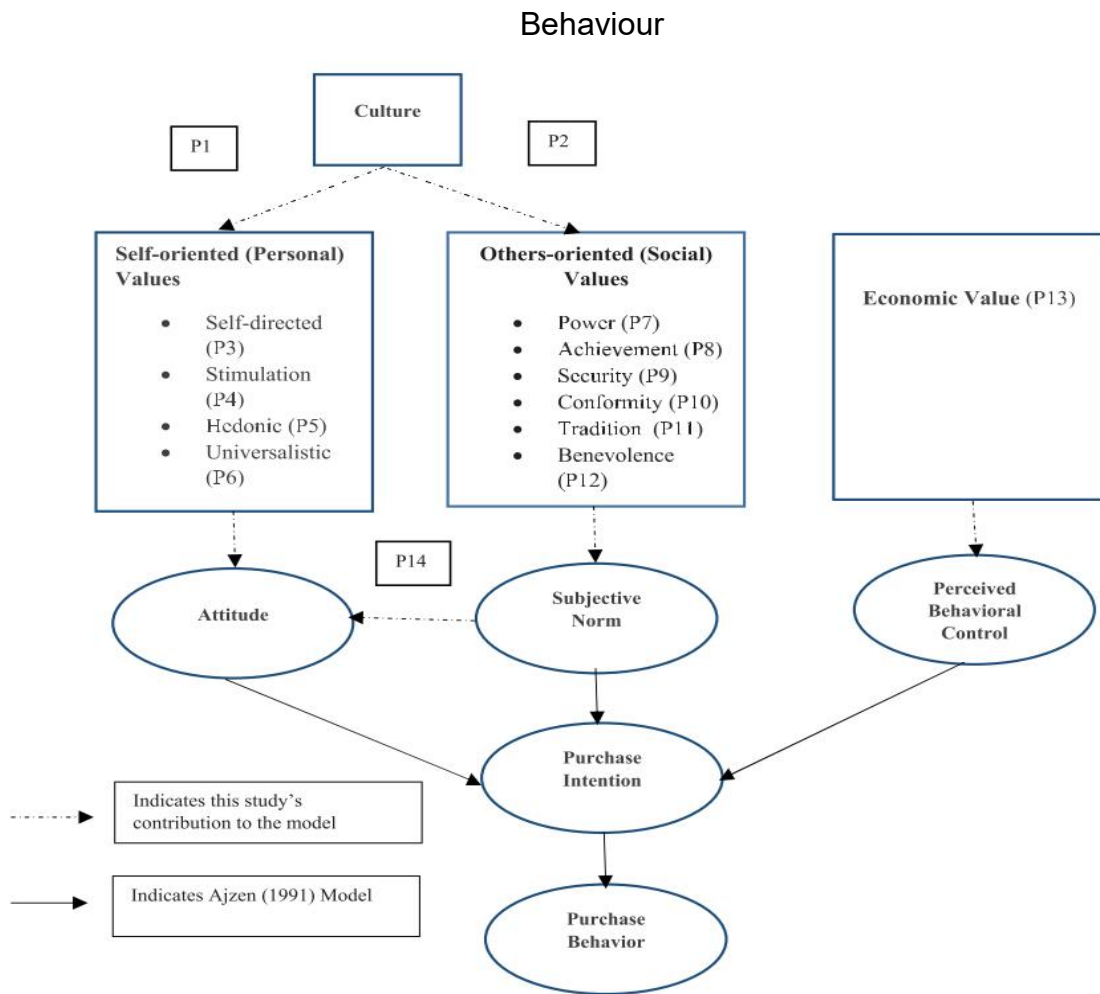 Behaviour
Culture
P1
P2
Self-oriented (Personal)
Values
• Self-directed
(P3)
• Stimulation
(P4)
• Hedonic (P5)
• Universalistic
(P6)
Others-oriented (Social)
Values
• Power (P7)
• Achievement (P8)
• Security (P9)
• Conformity (P10)
• Tradition (P11)
• Benevolence
(P12)
Economic Value (P13)
P14
Attitude
Subjective
Norm
Perceived
Behavioral
Control
Purchase
Intention
Indicates this study's
contribution to the model
Indicates Ajzen (1991) Model
Purchase
Behavior